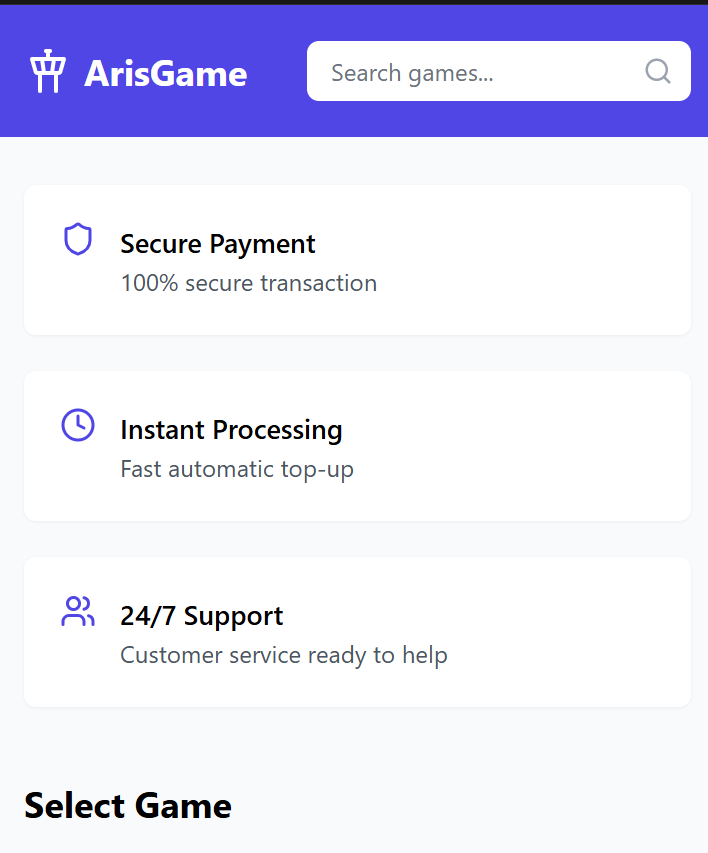 ArisGame
Search games...
Secure Payment
100% secure transaction
Instant Processing
Fast automatic top-up
24/7 Support
Customer service ready to help
Select Game